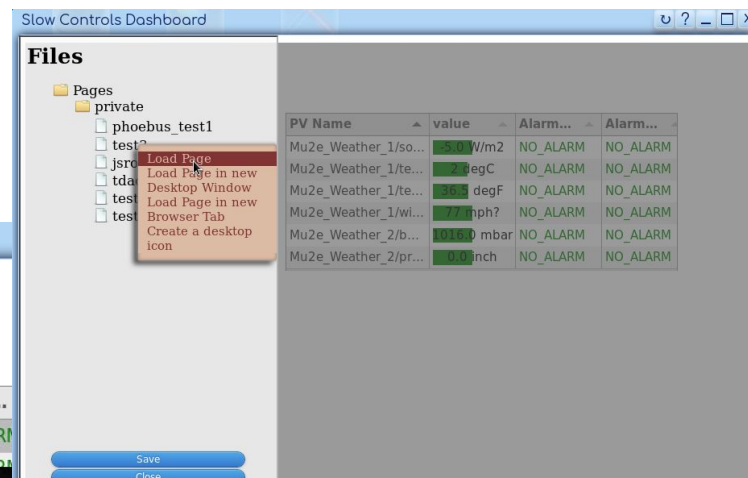 Slow Controls Dashboard
Files
Pages
private
phoebus_test1
Load Page
Load Page in new
Desktop Window
Load Page in new
Browser Tab
Create a desktop
icon
Save
Close
PV Name value Alarm... Alarm...
Mu2e_Weather_1/so... -5.0 W/m2 NO_ALARM NO_ALARM
Mu2e_Weather_1/te... 2 degC NO_ALARM NO_ALARM
Mu2e_Weather_1/te... 36.5 degF NO_ALARM NO_ALARM
Mu2e_Weather_1/wi... 77 mph? NO_ALARM NO_ALARM
Mu2e_Weather_2/b... 1016.0 mbar NO_ALARM NO_ALARM
Mu2e_Weather_2/pr... 0.0 inch NO_ALARM NO_ALARM